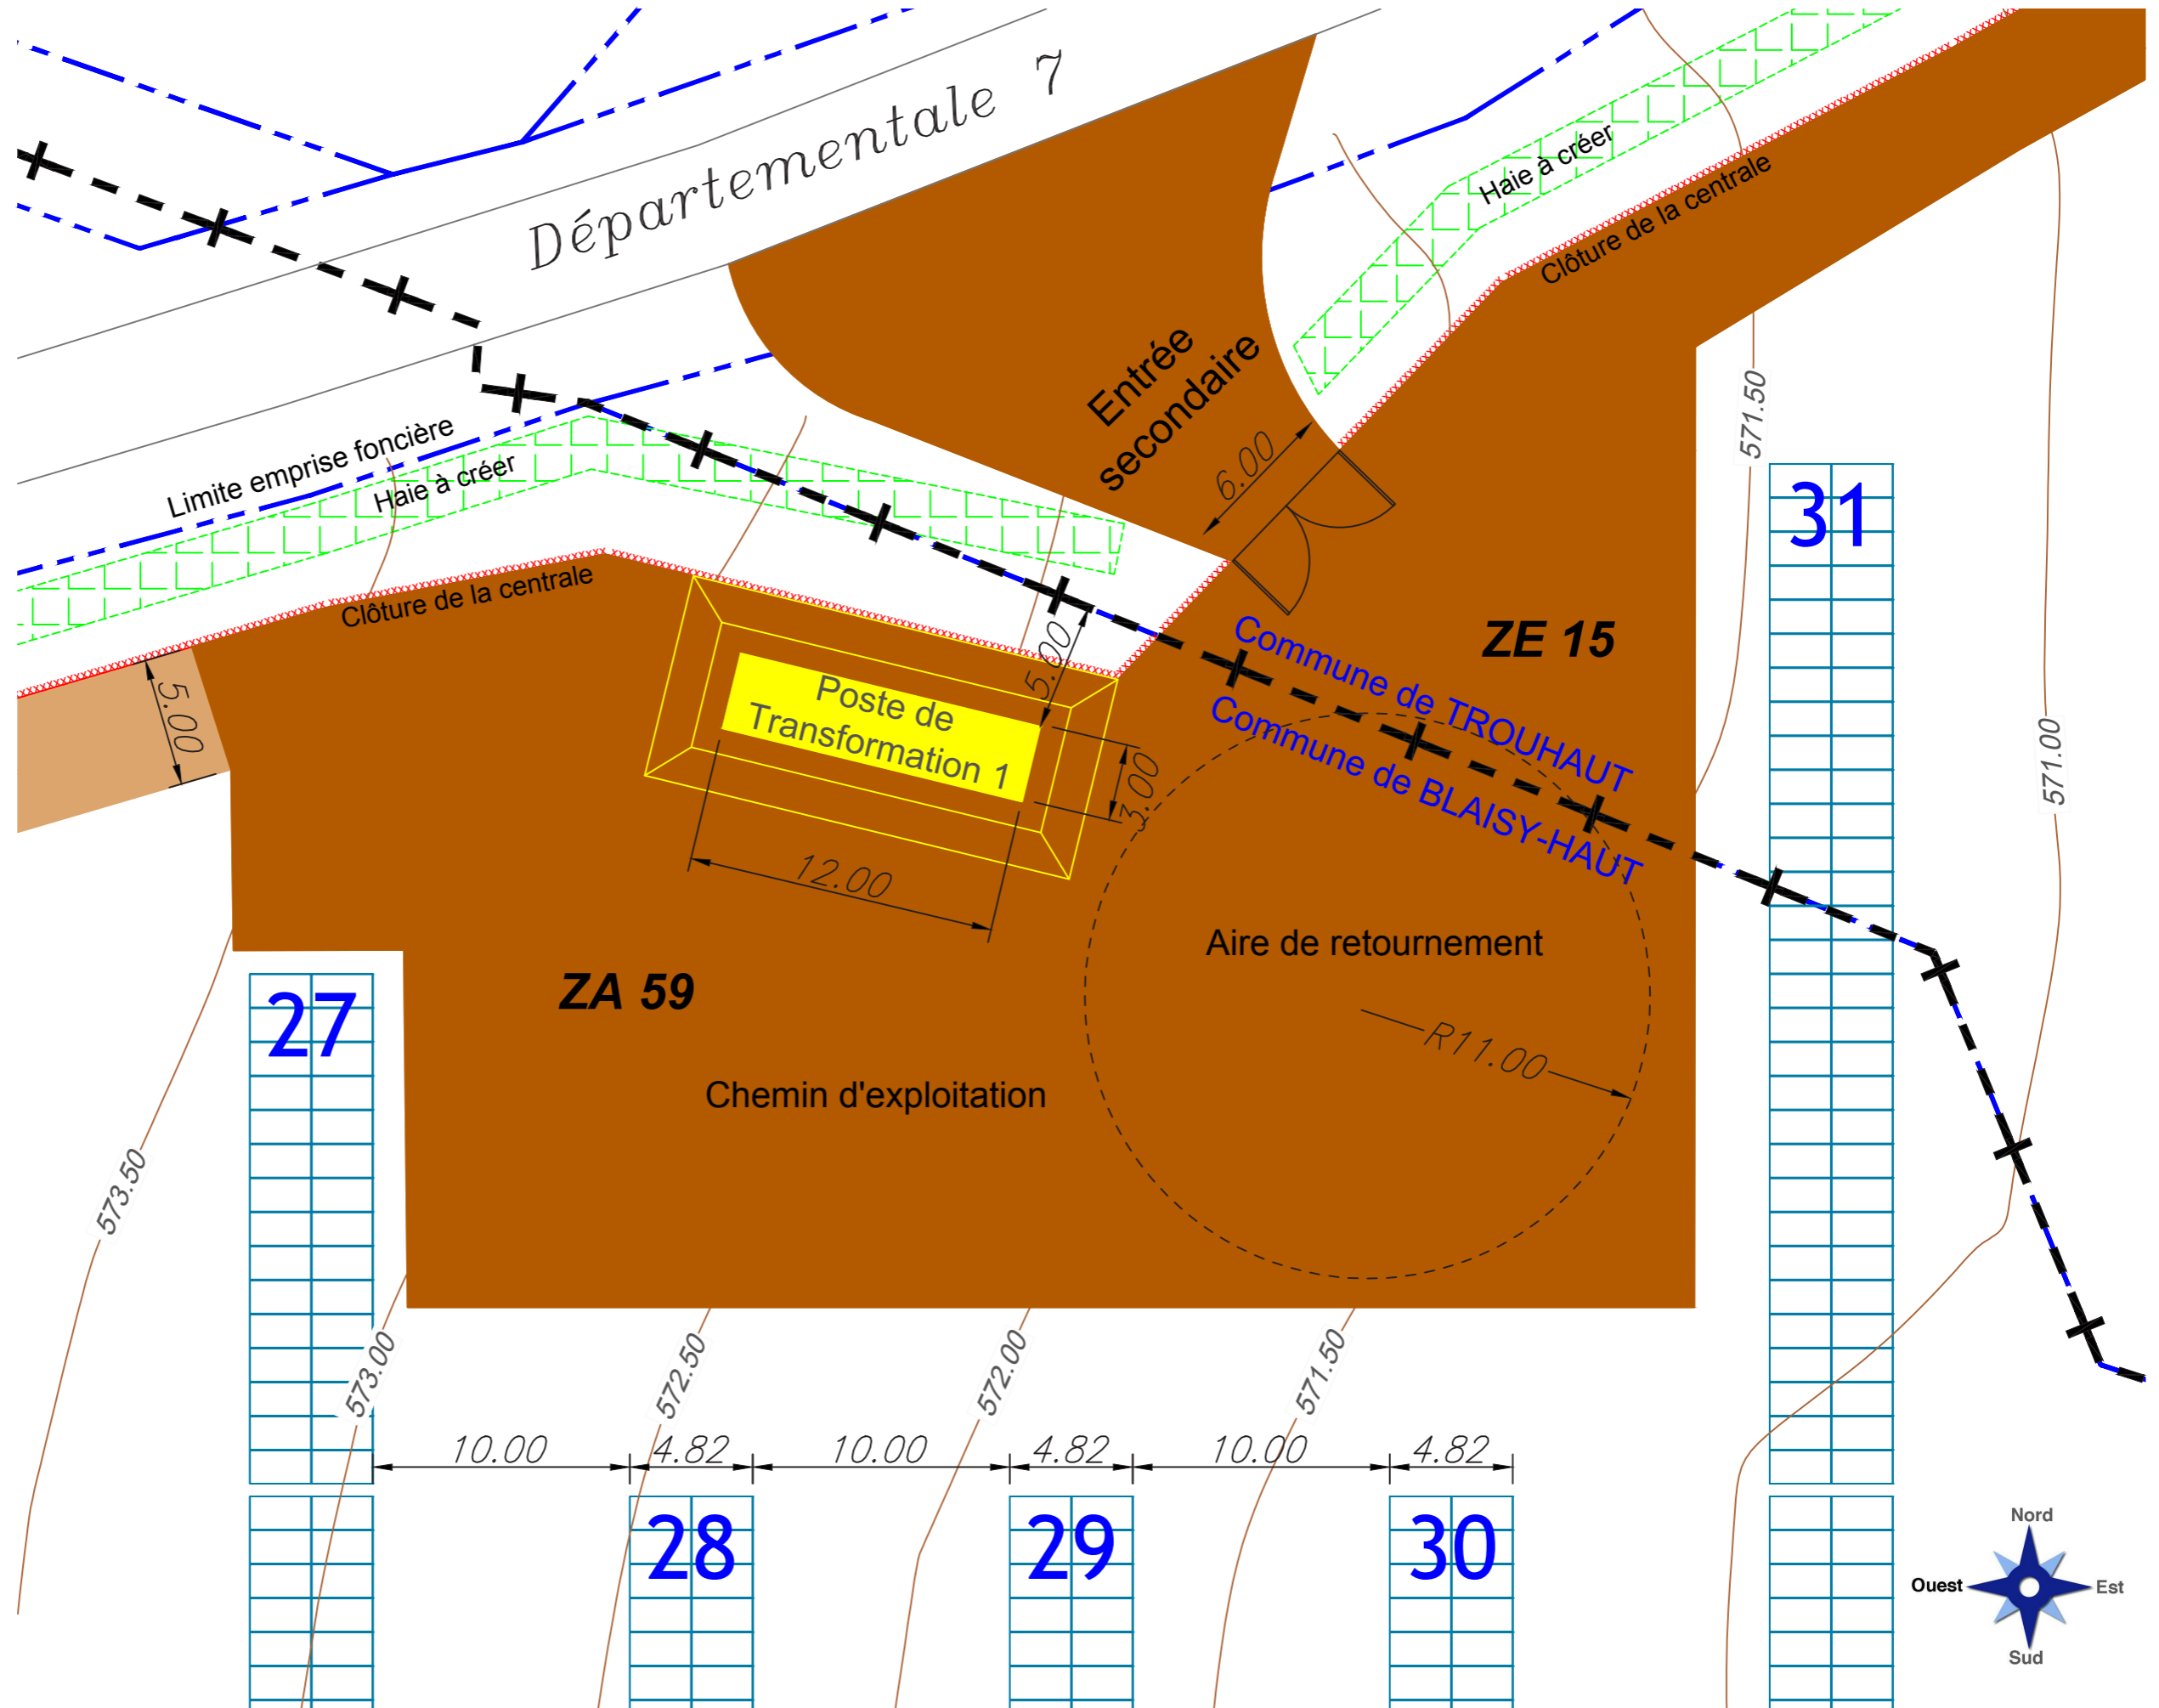 Départementale 7
Haie à créer
Clôture de la centrale
Entrée
secondaire
6.00
Limite emprise foncière
Haie à créer
Clôture de la centrale
571.50
31
ZE 15
Commune de TROUHAUT
Commune de BLAISY-HAUT
5.00
5.00
Poste de
Transformation 1
3.00
12.00
571.00
Aire de retournement
ZA 59
27
R11.00
Chemin d'exploitation
573.50
573.00
572.50
572.00
571.50
10.00
4.82
10.00
4.82
10.00
4.82
28
29
30
Nord
Ouest
Est
Sud